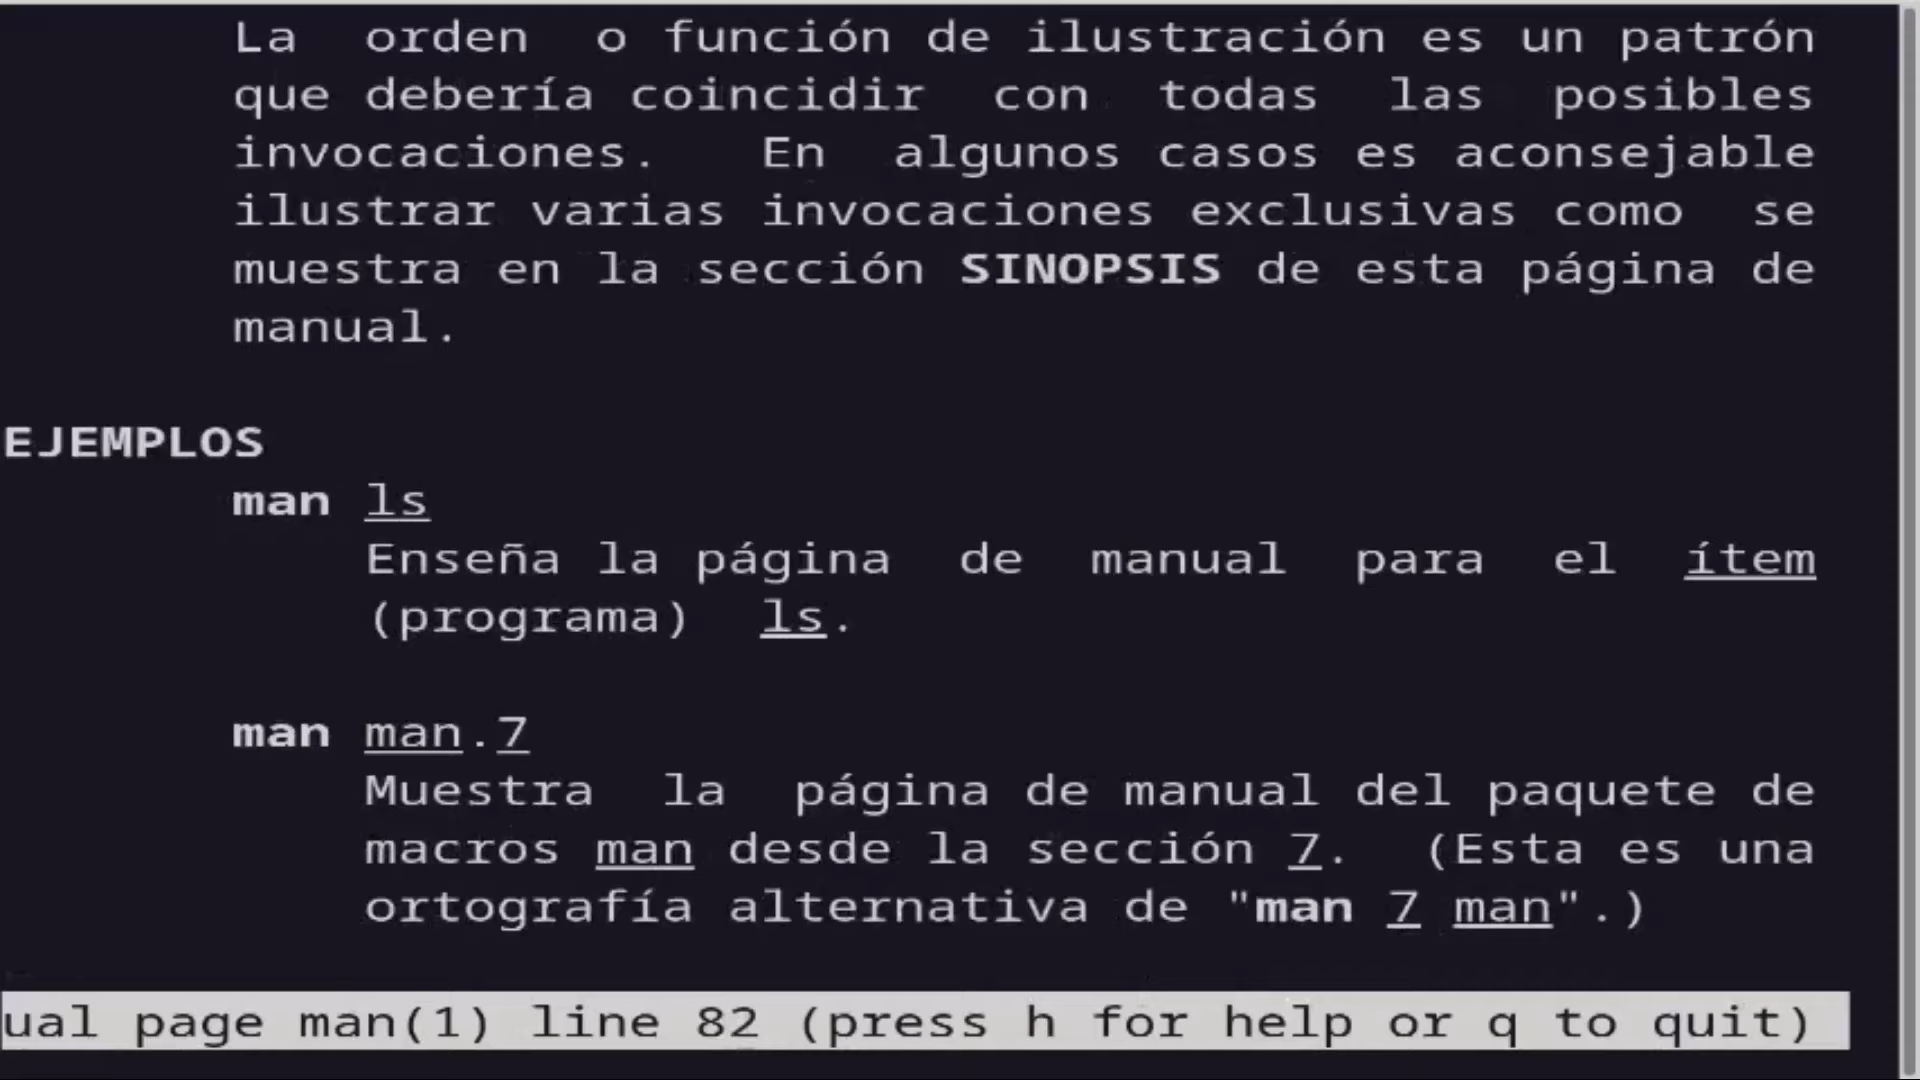 La orden o función de ilustración es un patrón
que debería coincidir con todas las posibles
invocaciones. En algunos casos es aconsejable
ilustrar varias invocaciones exclusivas como se
muestra en la sección SINOPSIS de esta página de
manual.
EJEMPLOS
man ls
Enseña la página de manual para el ítem
(programa) ls.
man man.7
Muestra la página de manual del paquete de
macros man desde la sección 7. (Esta es una
ortografía alternativa de "man 7 man".)
ual page man(1) line 82 (press h for help or q to quit)